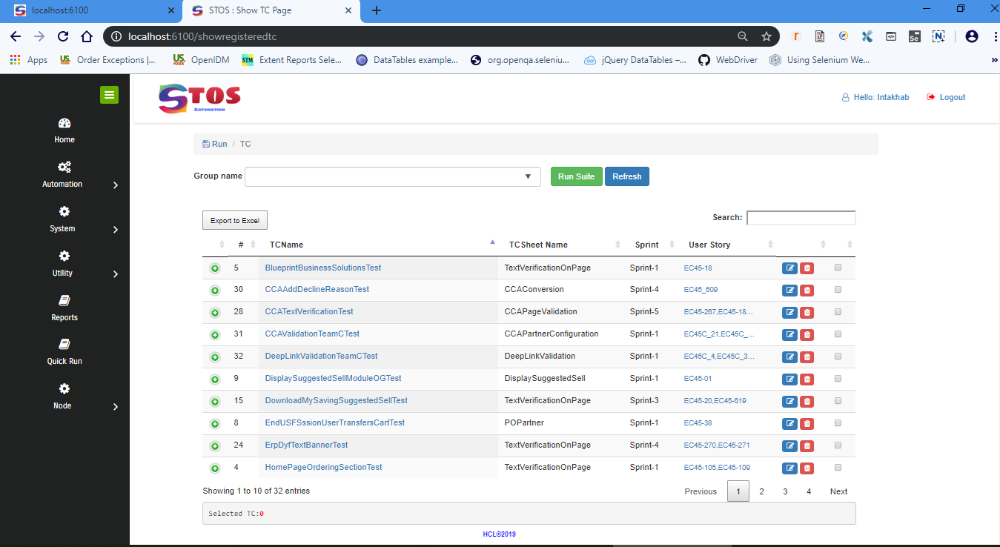 localhost:6100
STOS : Show TC Page
localhost:6100/showregisteredtc
Apps US. FOODS Order Exceptions |... US. FOODS OpenIDM STM Extent Reports Sele... DataTables example... org.openqa.seleniu... jQuery DataTables –... WebDriver Using Selenium We... »
STOS
AUTOMATION
Hello: Intakhab Logout
Home
Automation
System
Utility
Reports
Quick Run
Node
Run / TC
Group name Run Suite Refresh
Export to Excel Search:
# TCName TCSheet Name Sprint User Story
5 BlueprintBusinessSolutionsTest TextVerificationOnPage Sprint-1 EC45-18
30 CCAAddDeclineReasonTest CCAConversion Sprint-4 EC45_609
28 CCATextVerificationTest CCAPageValidation Sprint-5 EC45-267,EC45-18...
31 CCAValidationTeamCTest CCAPartnerConfiguration Sprint-1 EC45C_21,EC45C_...
32 DeepLinkValidationTeamCTest DeepLinkValidation Sprint-1 EC45C_4,EC45C_3...
9 DisplaySuggestedSellModuleOGTest DisplaySuggestedSell Sprint-1 EC45-01
15 DownloadMySavingSuggestedSellTest TextVerificationOnPage Sprint-3 EC45-20,EC45-619
8 EndUSFSssionUserTransfersCartTest POPartner Sprint-1 EC45-38
24 ErpDyfTextBannerTest TextVerificationOnPage Sprint-4 EC45-270,EC45-271
4 HomePageOrderingSectionTest TextVerificationOnPage Sprint-1 EC45-105,EC45-109
Showing 1 to 10 of 32 entries Previous 1 2 3 4 Next
Selected TC:0
HCL©2019